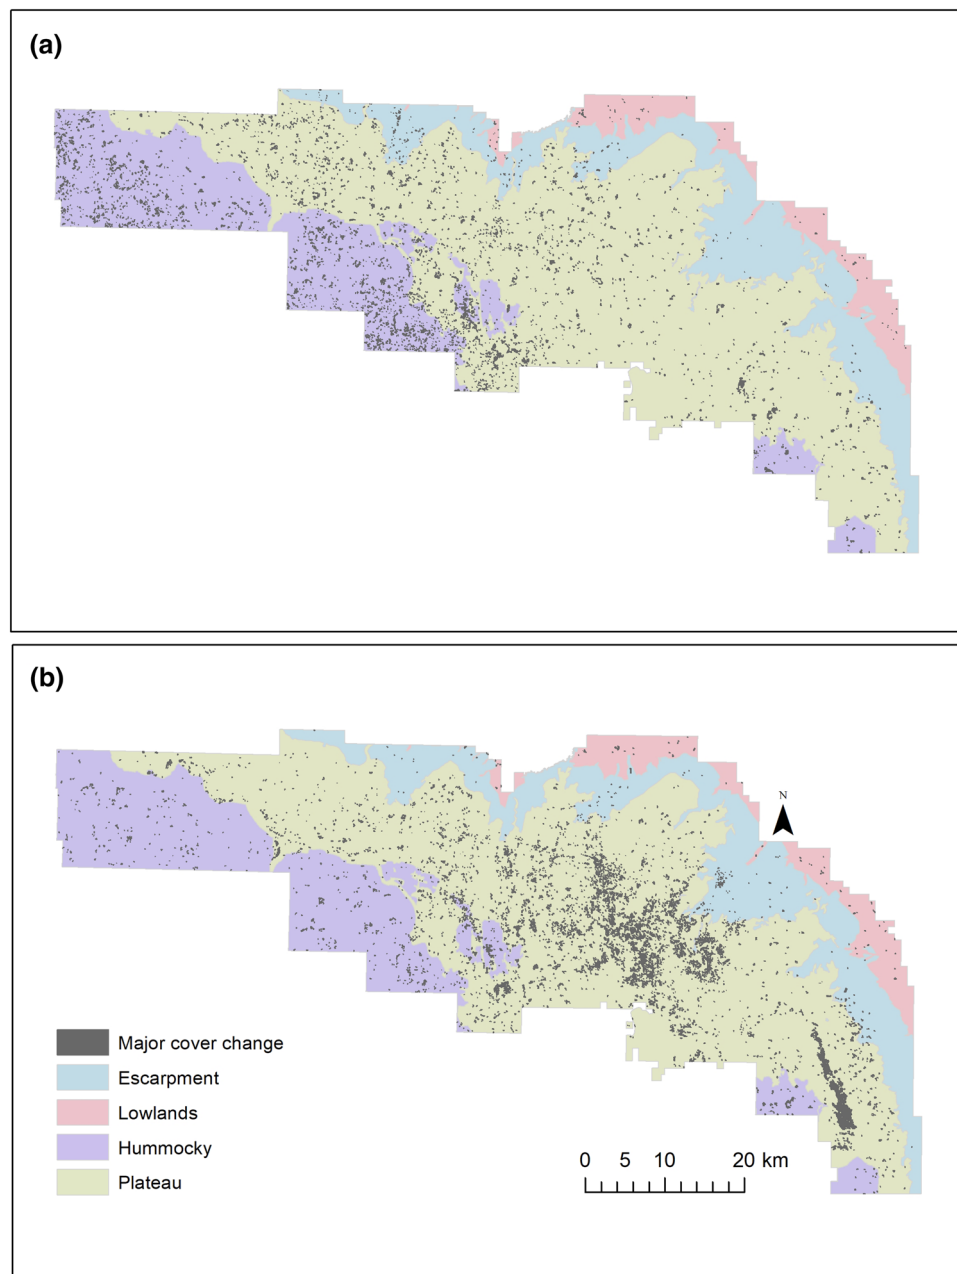 (a)
(b)
N
Major cover change
Escarpment
Lowlands
Hummocky
Plateau
0 5 10 20 km